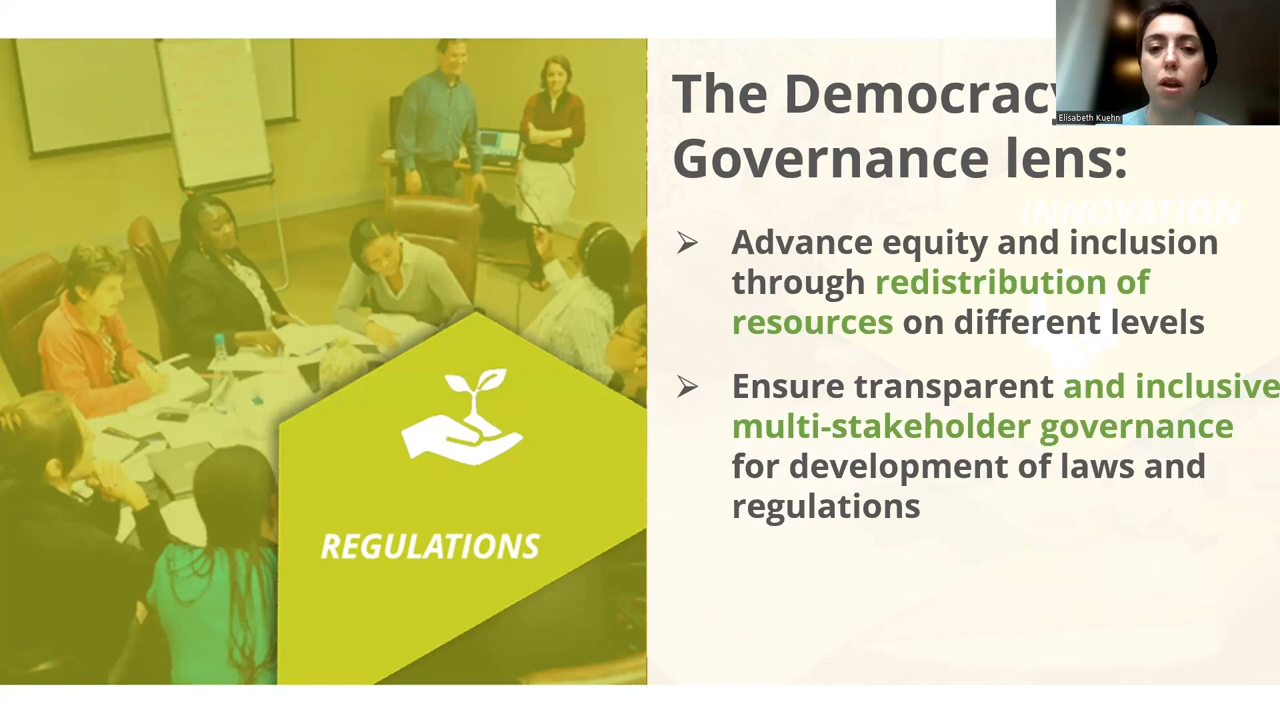 The Democracy
Governance lens:
Elisabeth Kuehn
INNOVATION
➢ Advance equity and inclusion
through redistribution of
resources on different levels
➢ Ensure transparent and inclusive
multi-stakeholder governance
for development of laws and
regulations
REGULATIONS